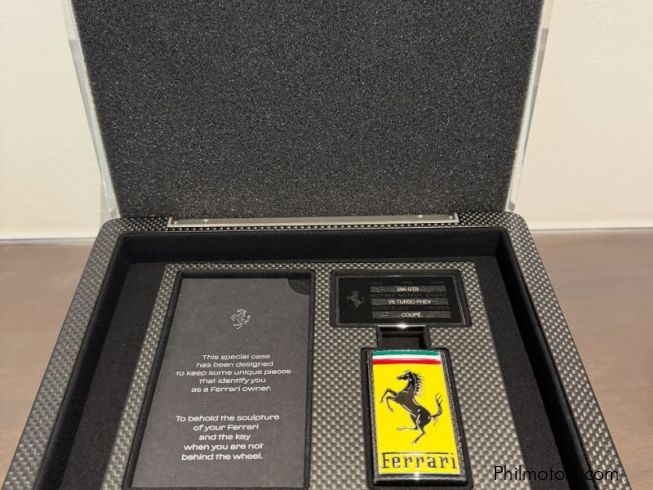 This special case
has been designed
to keep some unique pieces
that identify you
as a Ferrari owner.
To behold the sculpture
of your Ferrari
and the key
when you are not
behind the wheel.
296 GTB
V6 TURBO PHEV
COUPÉ
Ferrari
Philmotors.com